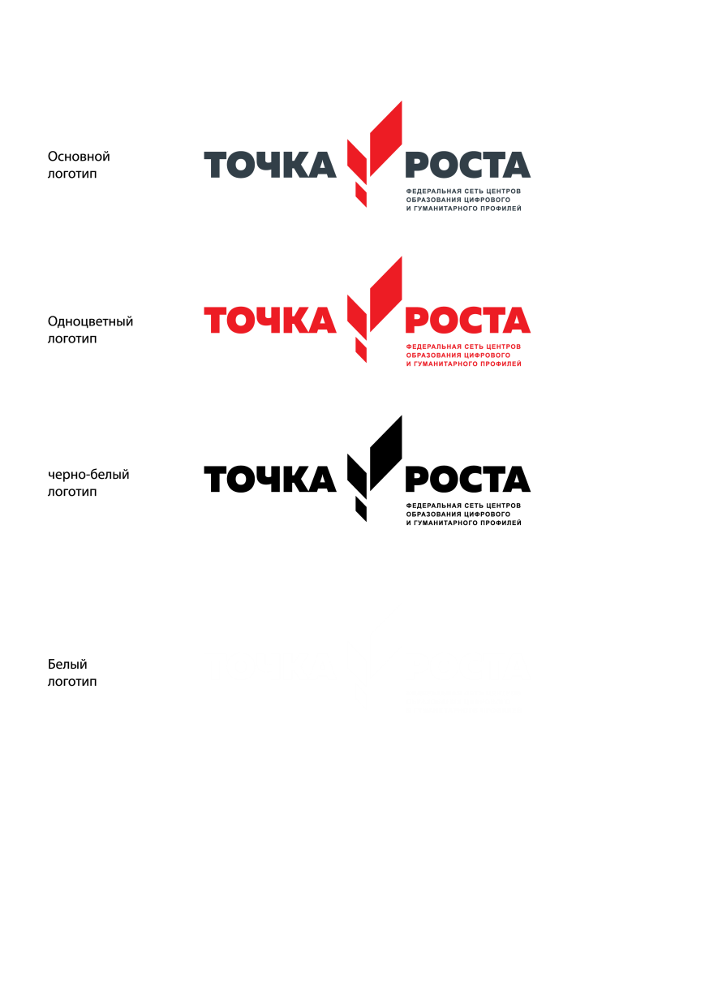 Основной
логотип
ТОЧКА РОСТА
ФЕДЕРАЛЬНАЯ СЕТЬ ЦЕНТРОВ
ОБРАЗОВАНИЯ ЦИФРОВОГО
И ГУМАНИТАРНОГО ПРОФИЛЕЙ
Одноцветный
логотип
ТОЧКА РОСТА
ФЕДЕРАЛЬНАЯ СЕТЬ ЦЕНТРОВ
ОБРАЗОВАНИЯ ЦИФРОВОГО
И ГУМАНИТАРНОГО ПРОФИЛЕЙ
черно-белый
логотип
ТОЧКА РОСТА
ФЕДЕРАЛЬНАЯ СЕТЬ ЦЕНТРОВ
ОБРАЗОВАНИЯ ЦИФРОВОГО
И ГУМАНИТАРНОГО ПРОФИЛЕЙ
Белый
логотип